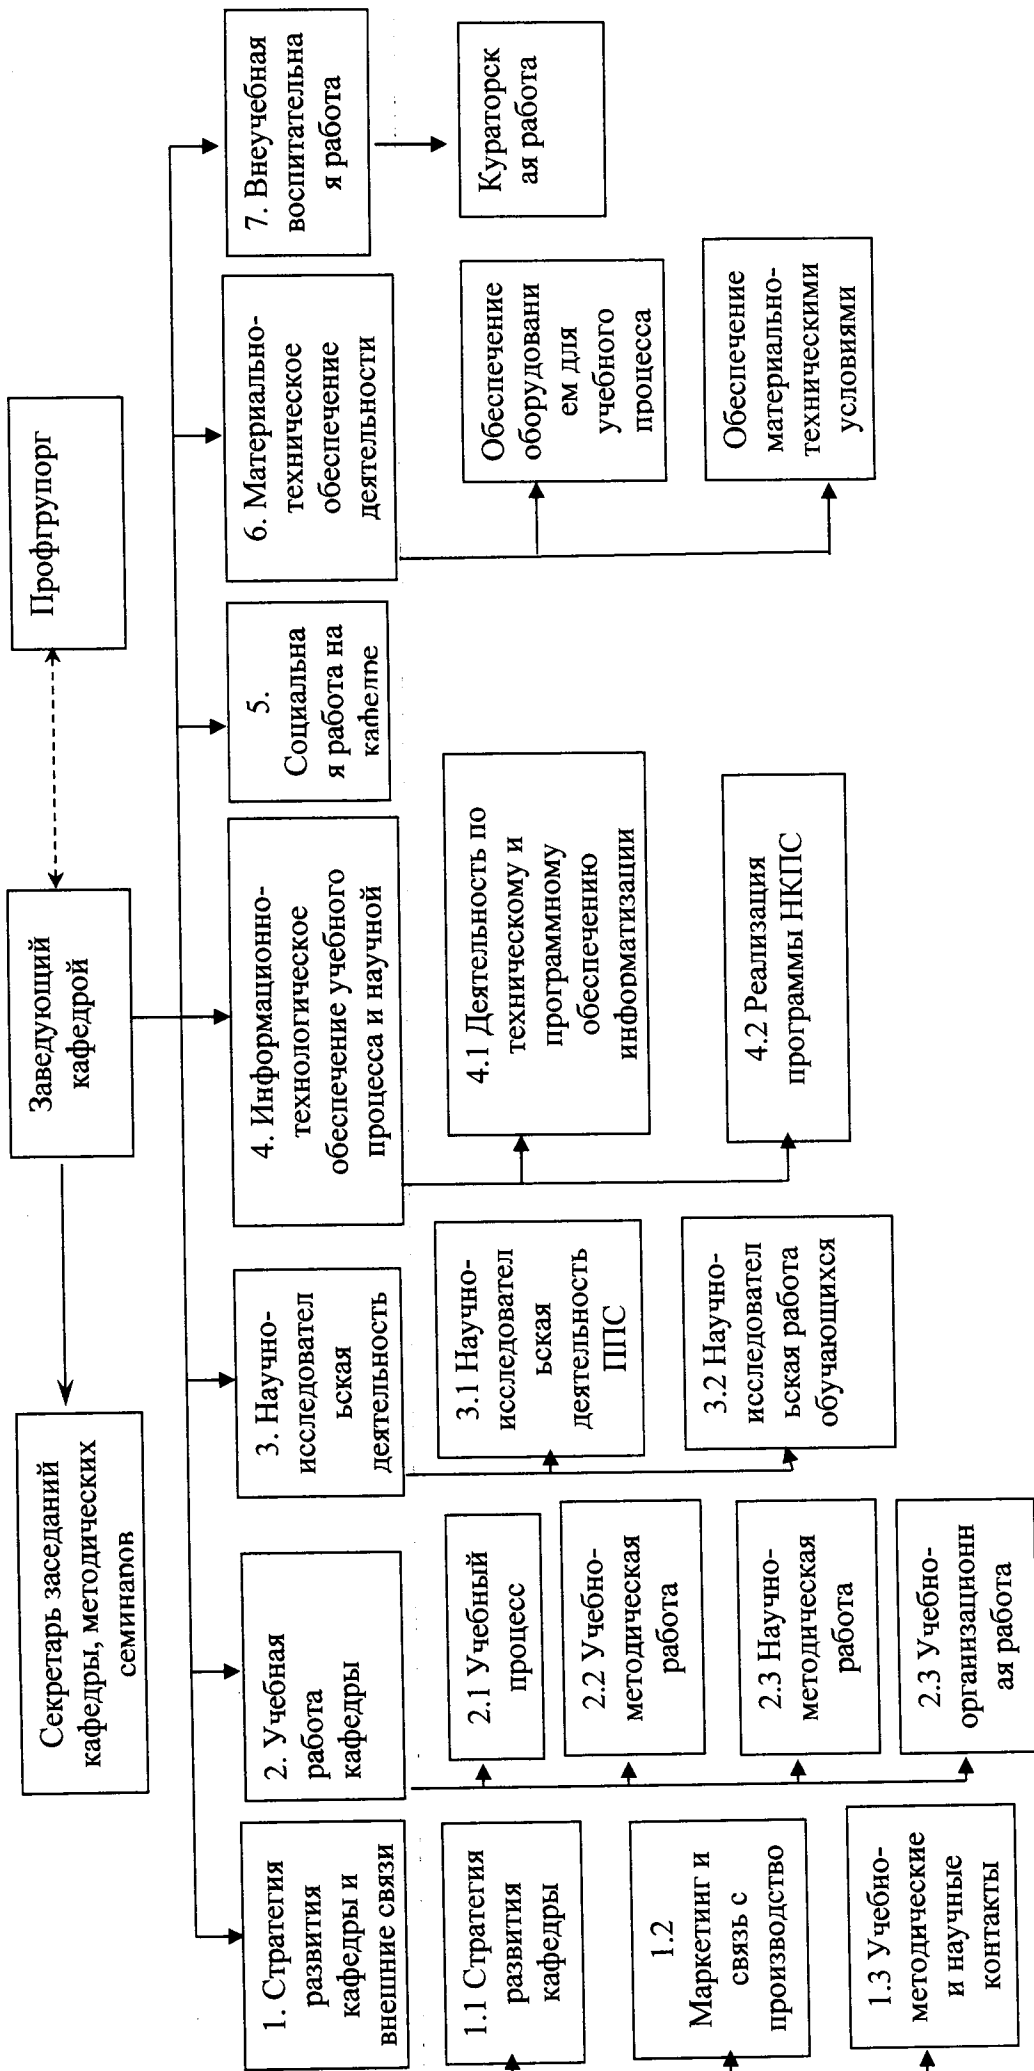 Секретарь заседаний
кафедры, методических
семинаров
Заведующий
кафедрой
Профгрупорг
1. Стратегия
развития
кафедры и
внешние связи
2. Учебная
работа
кафедры
3. Научно-
исследовател
ьская
деятельность
4. Информационно-
технологическое
обеспечение учебного
процесса и научной
5.
Социальна
я работа на
кафедре
6. Материально-
техническое
обеспечение
деятельности
7. Внеучебная
воспитательна
я работа
1.1 Стратегия
развития
кафедры
1.2
Маркетинг и
связь с
производство
1.3 Учебно-
методические
и научные
контакты
2.1 Учебный
процесс
2.2 Учебно-
методическая
работа
2.3 Научно-
методическая
работа
2.3 Учебно-
организационн
ая работа
3.1 Научно-
исследовател
ьская
деятельность
ППС
3.2 Научно-
исследовател
ьская работа
обучающихся
4.1 Деятельность по
техническому и
программному
обеспечению
информатизации
4.2 Реализация
программы НКПС
Обеспечение
оборудовани
ем для
учебного
процесса
Обеспечение
материально-
техническими
условиями
Кураторск
ая работа